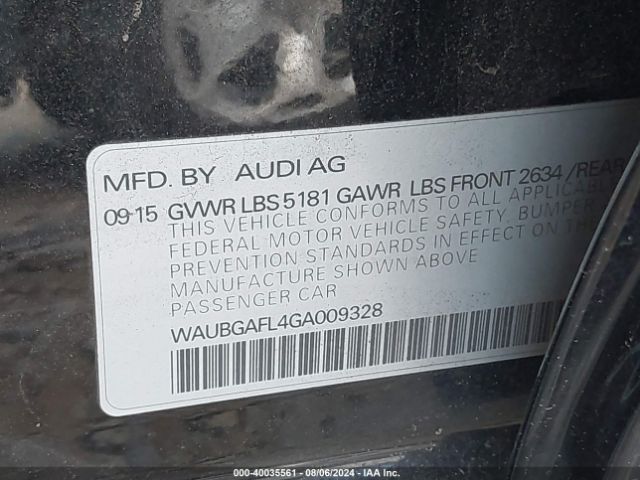 MFD. BY AUDI AG
09-15 GVWR LBS 5181 GAWR LBS FRONT 2634 /REAR
THIS VEHICLE CONFORMS TO ALL APPLICABLE
FEDERAL MOTOR VEHICLE SAFETY, BUMPER
PREVENTION STANDARDS IN EFFECT ON THE
MANUFACTURE SHOWN ABOVE
PASSENGER CAR
WAUBGAFL4GA009328
000-40035561 - 08/06/2024 - IAA Inc.